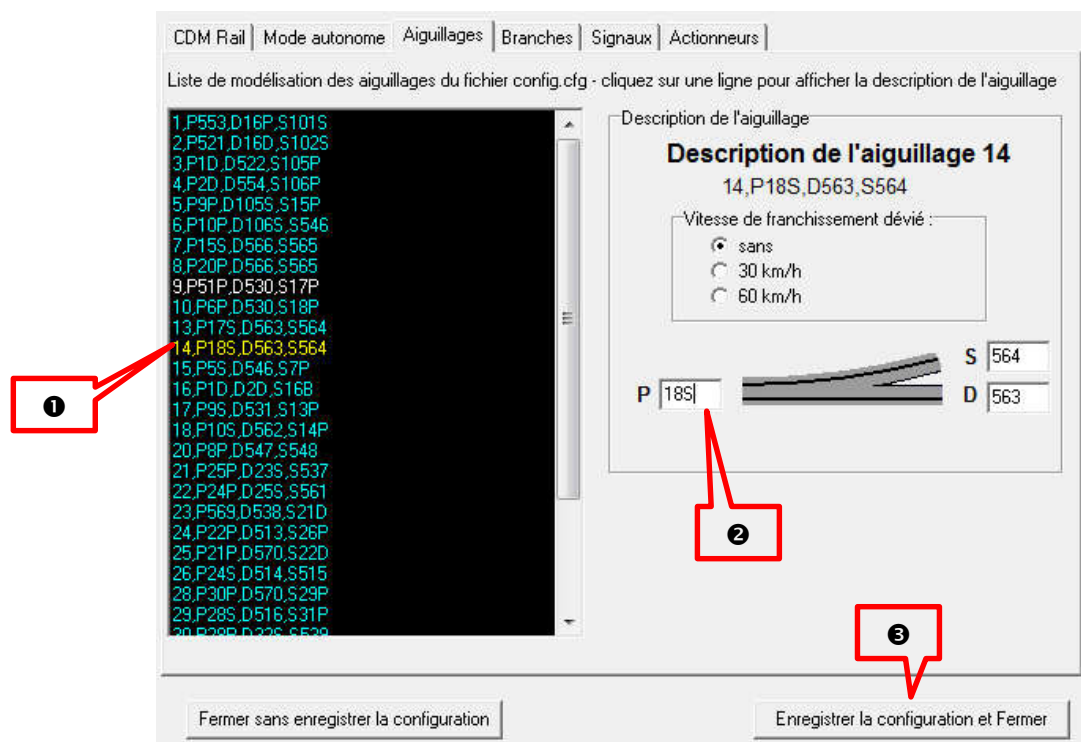 CDM Rail Mode autonome Aiguillages Branches Signaux Actionneurs
Liste de modélisation des aiguillages du fichier config.cfg - cliquez sur une ligne pour afficher la description de l'aiguillage
1,P553,D16P,S101S
2,P521,D16D,S102S
3,P1D,D522,S105P
4,P2D,D554,S106P
5,P9P,D105S,S15P
6,P10P,D106S,S546
7,P15S,D566,S565
8,P20P,D566,S565
9,P51P,D530,S17P
10,P6P,D530,S18P
13,P17S,D563,S564
14,P18S,D563,S564
15,P5S,D546,S7P
16,P1D,D2D,S16B
17,P9S,D531,S13P
18,P10S,D562,S14P
20,P8P,D547,S548
21,P25P,D23S,S537
22,P24P,D25S,S561
23,P569,D538,S21D
24,P22P,D513,S26P
25,P21P,D570,S22D
26,P24S,D514,S515
28,P30P,D570,S29P
29,P28S,D516,S31P
Description de l'aiguillage
Description de l'aiguillage 14
14,P18S,D563,S564
Vitesse de franchissement dévié :
sans
30 km/h
60 km/h
S 564
P 18S
D 563
❶
❷
❸
Fermer sans enregistrer la configuration
Enregistrer la configuration et Fermer